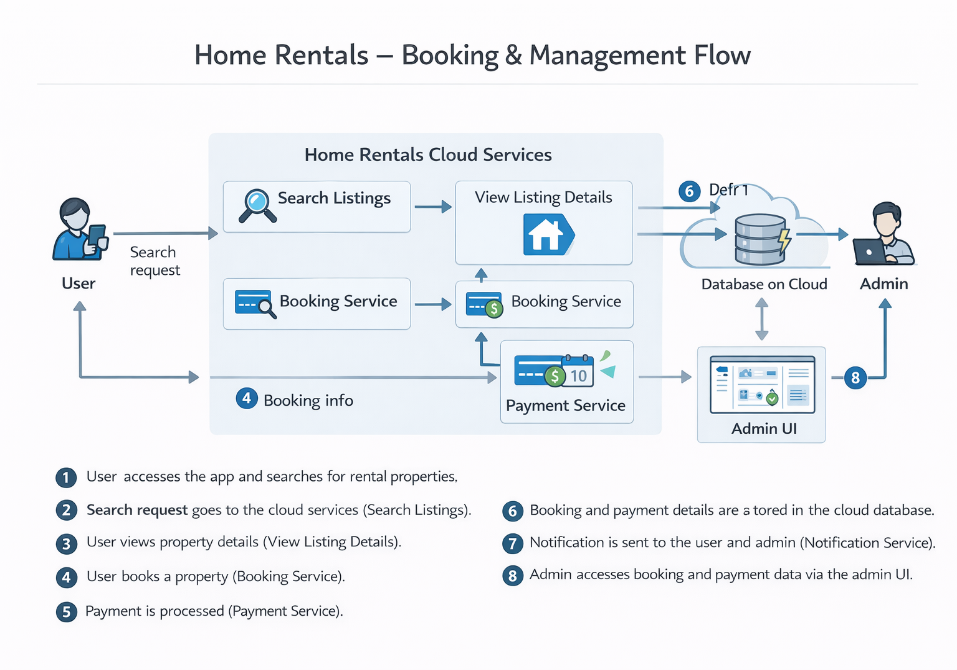 Home Rentals – Booking & Management Flow
Home Rentals Cloud Services
Search Listings
View Listing Details
6
Search
request
User
Booking Service
$
Booking Service
Database on Cloud
Admin
4
Booking info
$
10
Payment Service
Admin UI
8
1 User accesses the app and searches for rental properties.
2 Search request goes to the cloud services (Search Listings).
3 User views property details (View Listing Details).
4 User books a property (Booking Service).
5 Payment is processed (Payment Service).
6 Booking and payment details are a tored in the cloud database.
7 Notification is sent to the user and admin (Notification Service).
8 Admin accesses booking and payment data via the admin UI.